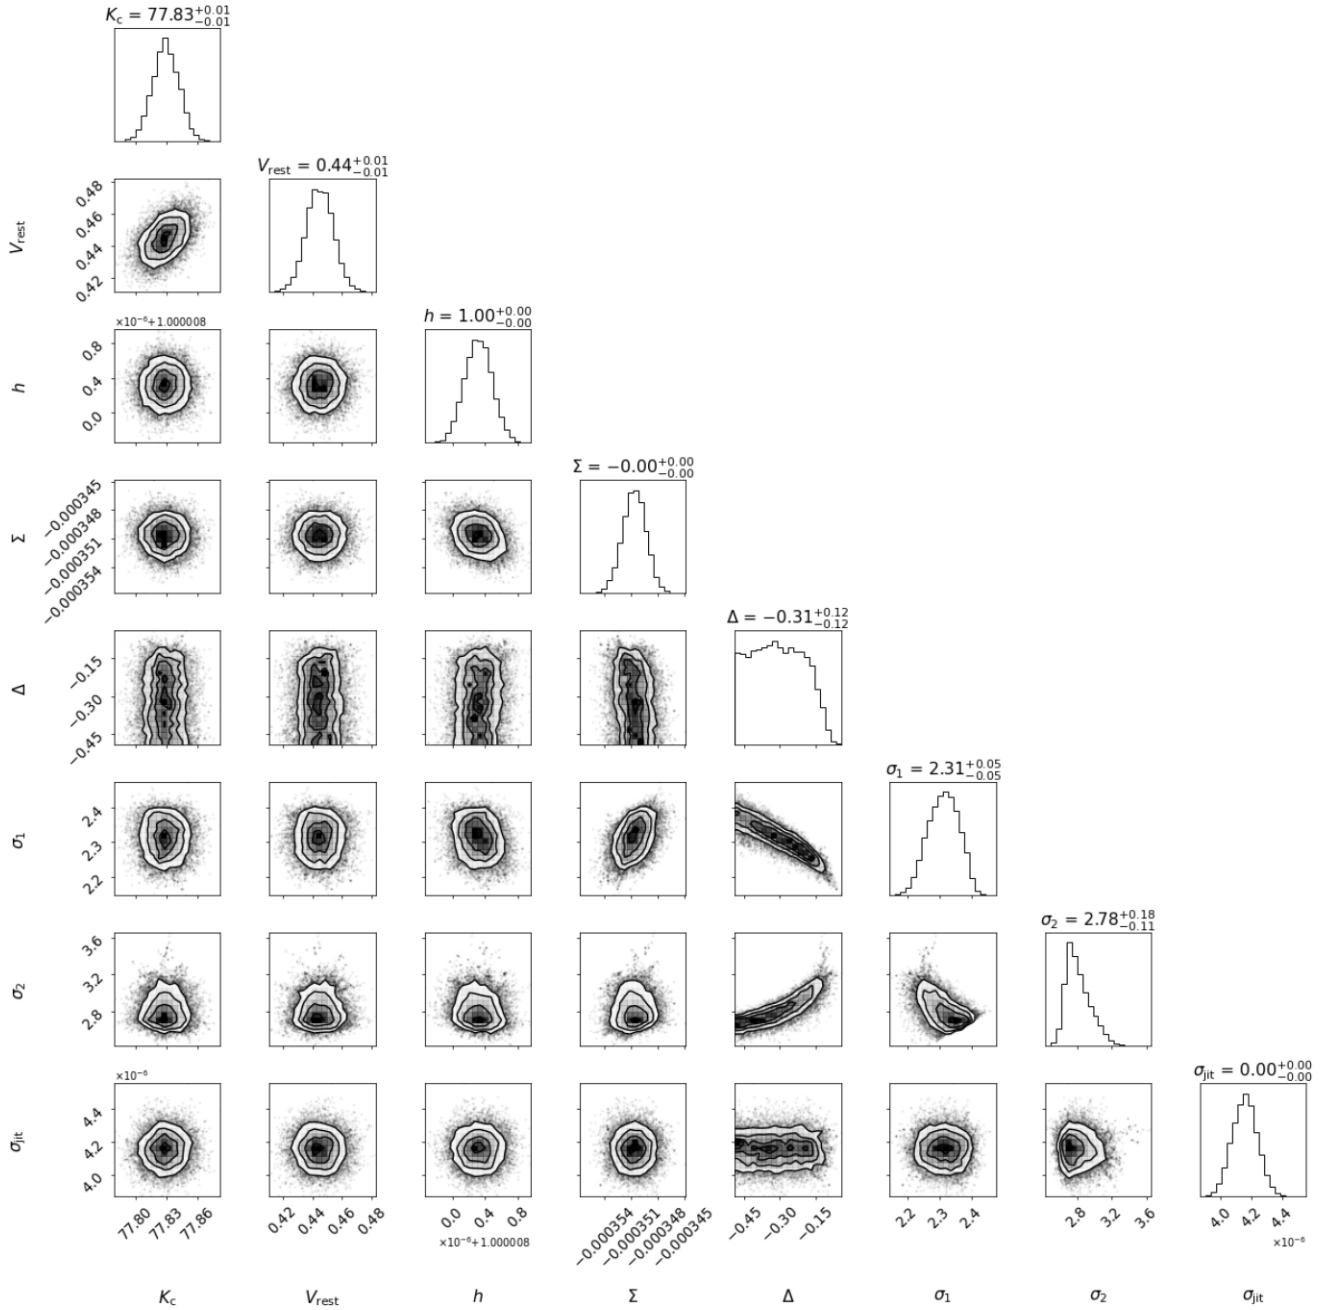 K_c = 77.83^{+0.01}_{-0.01}
V_rest = 0.44^{+0.01}_{-0.01}
V_rest
0.48
0.46
0.44
0.42
h = 1.00^{+0.00}_{-0.00}
×10⁻⁶+1.000008
h
0.8
0.4
0.0
Σ = −0.00^{+0.00}_{-0.00}
Σ
−0.000345
−0.000348
−0.000351
−0.000354
Δ = −0.31^{+0.12}_{-0.12}
Δ
−0.15
−0.30
−0.45
σ₁ = 2.31^{+0.05}_{-0.05}
σ₁
2.4
2.3
2.2
σ₂ = 2.78^{+0.18}_{-0.11}
σ₂
3.6
3.2
2.8
σ_jit = 0.00^{+0.00}_{-0.00}
×10⁻⁶
σ_jit
4.4
4.2
4.0
77.80 77.83 77.86 0.42 0.44 0.46 0.48 0.0 0.4 0.8 −0.000354 −0.000351 −0.000348 −0.000345 −0.45 −0.30 −0.15 2.2 2.3 2.4 2.8 3.2 3.6 4.0 4.2 4.4
×10⁻⁶+1.000008 ×10⁻⁶
K_c V_rest h Σ Δ σ₁ σ₂ σ_jit